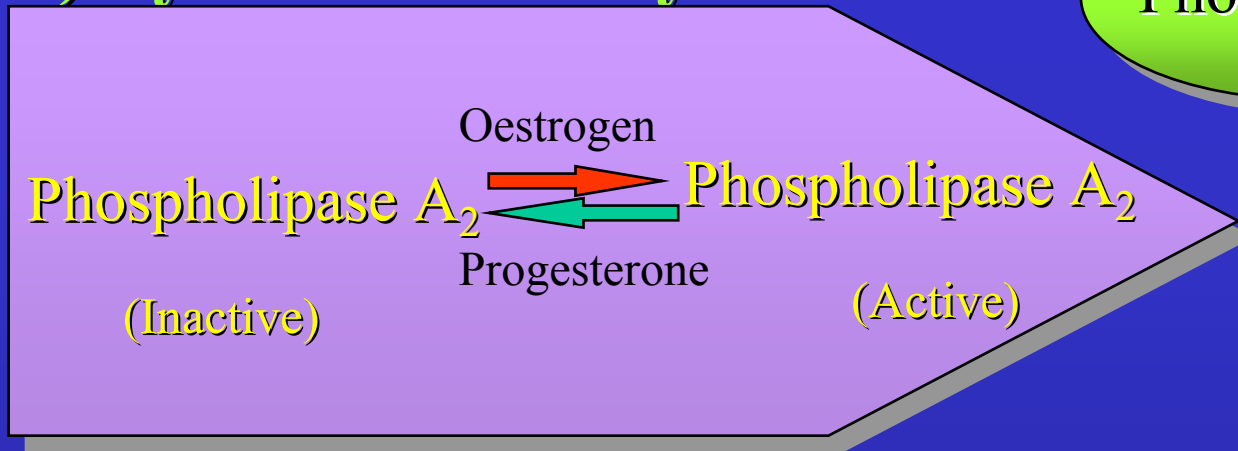 Oestrogen
Phospholipase A₂ Phospholipase A₂
Progesterone
(Inactive) (Active)